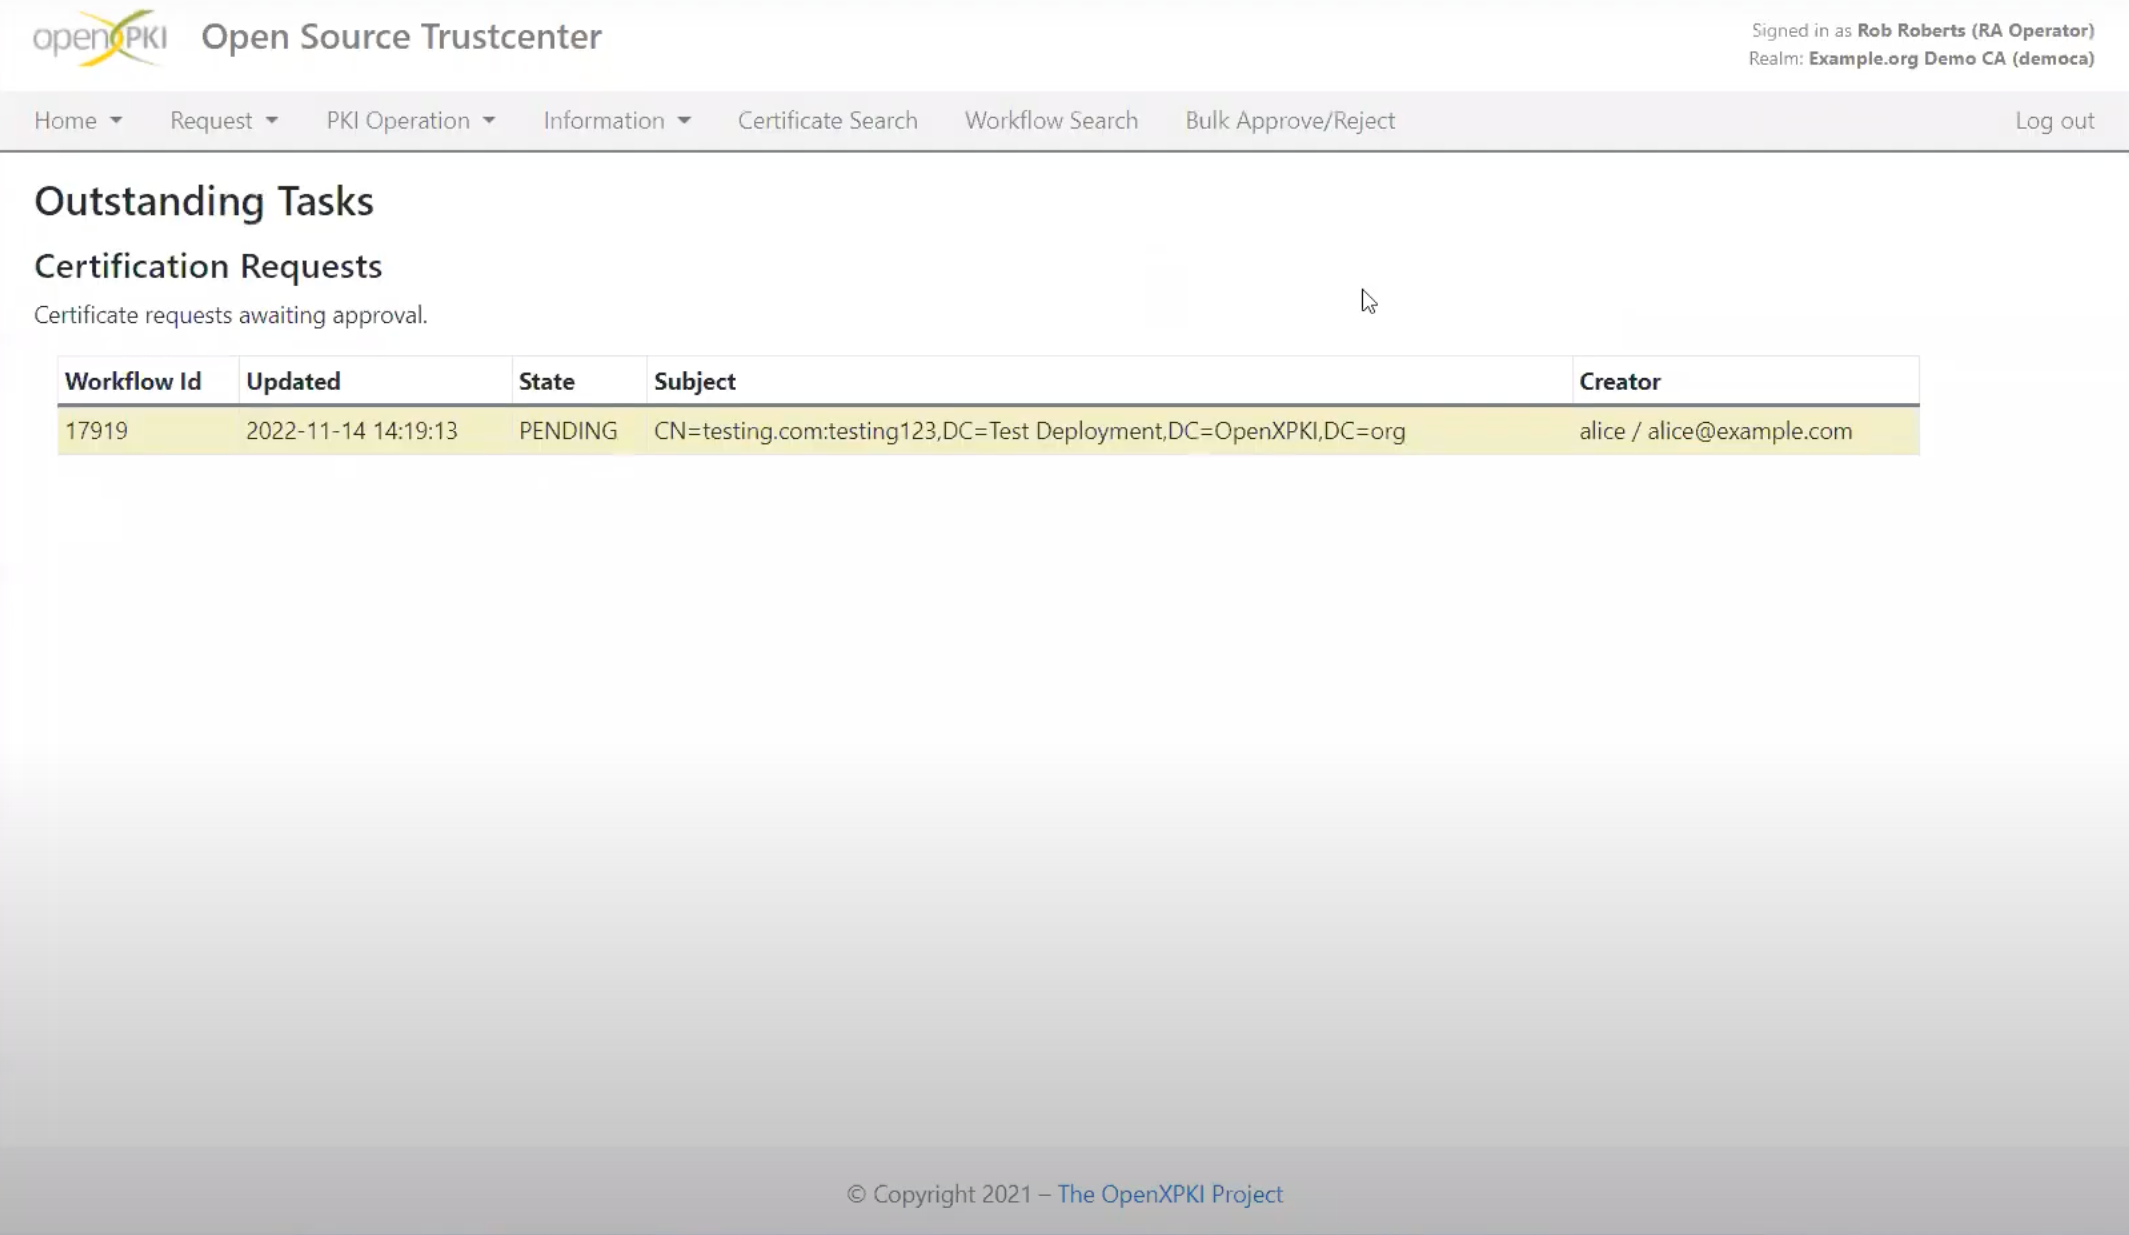 openXPKI Open Source Trustcenter
Signed in as Rob Roberts (RA Operator)
Realm: Example.org Demo CA (democa)
Home Request PKI Operation Information Certificate Search Workflow Search Bulk Approve/Reject Log out
Outstanding Tasks
Certification Requests
Certificate requests awaiting approval.
Workflow Id Updated State Subject Creator
17919 2022-11-14 14:19:13 PENDING CN=testing.com:testing123,DC=Test Deployment,DC=OpenXPKI,DC=org alice / alice@example.com
© Copyright 2021 – The OpenXPKI Project